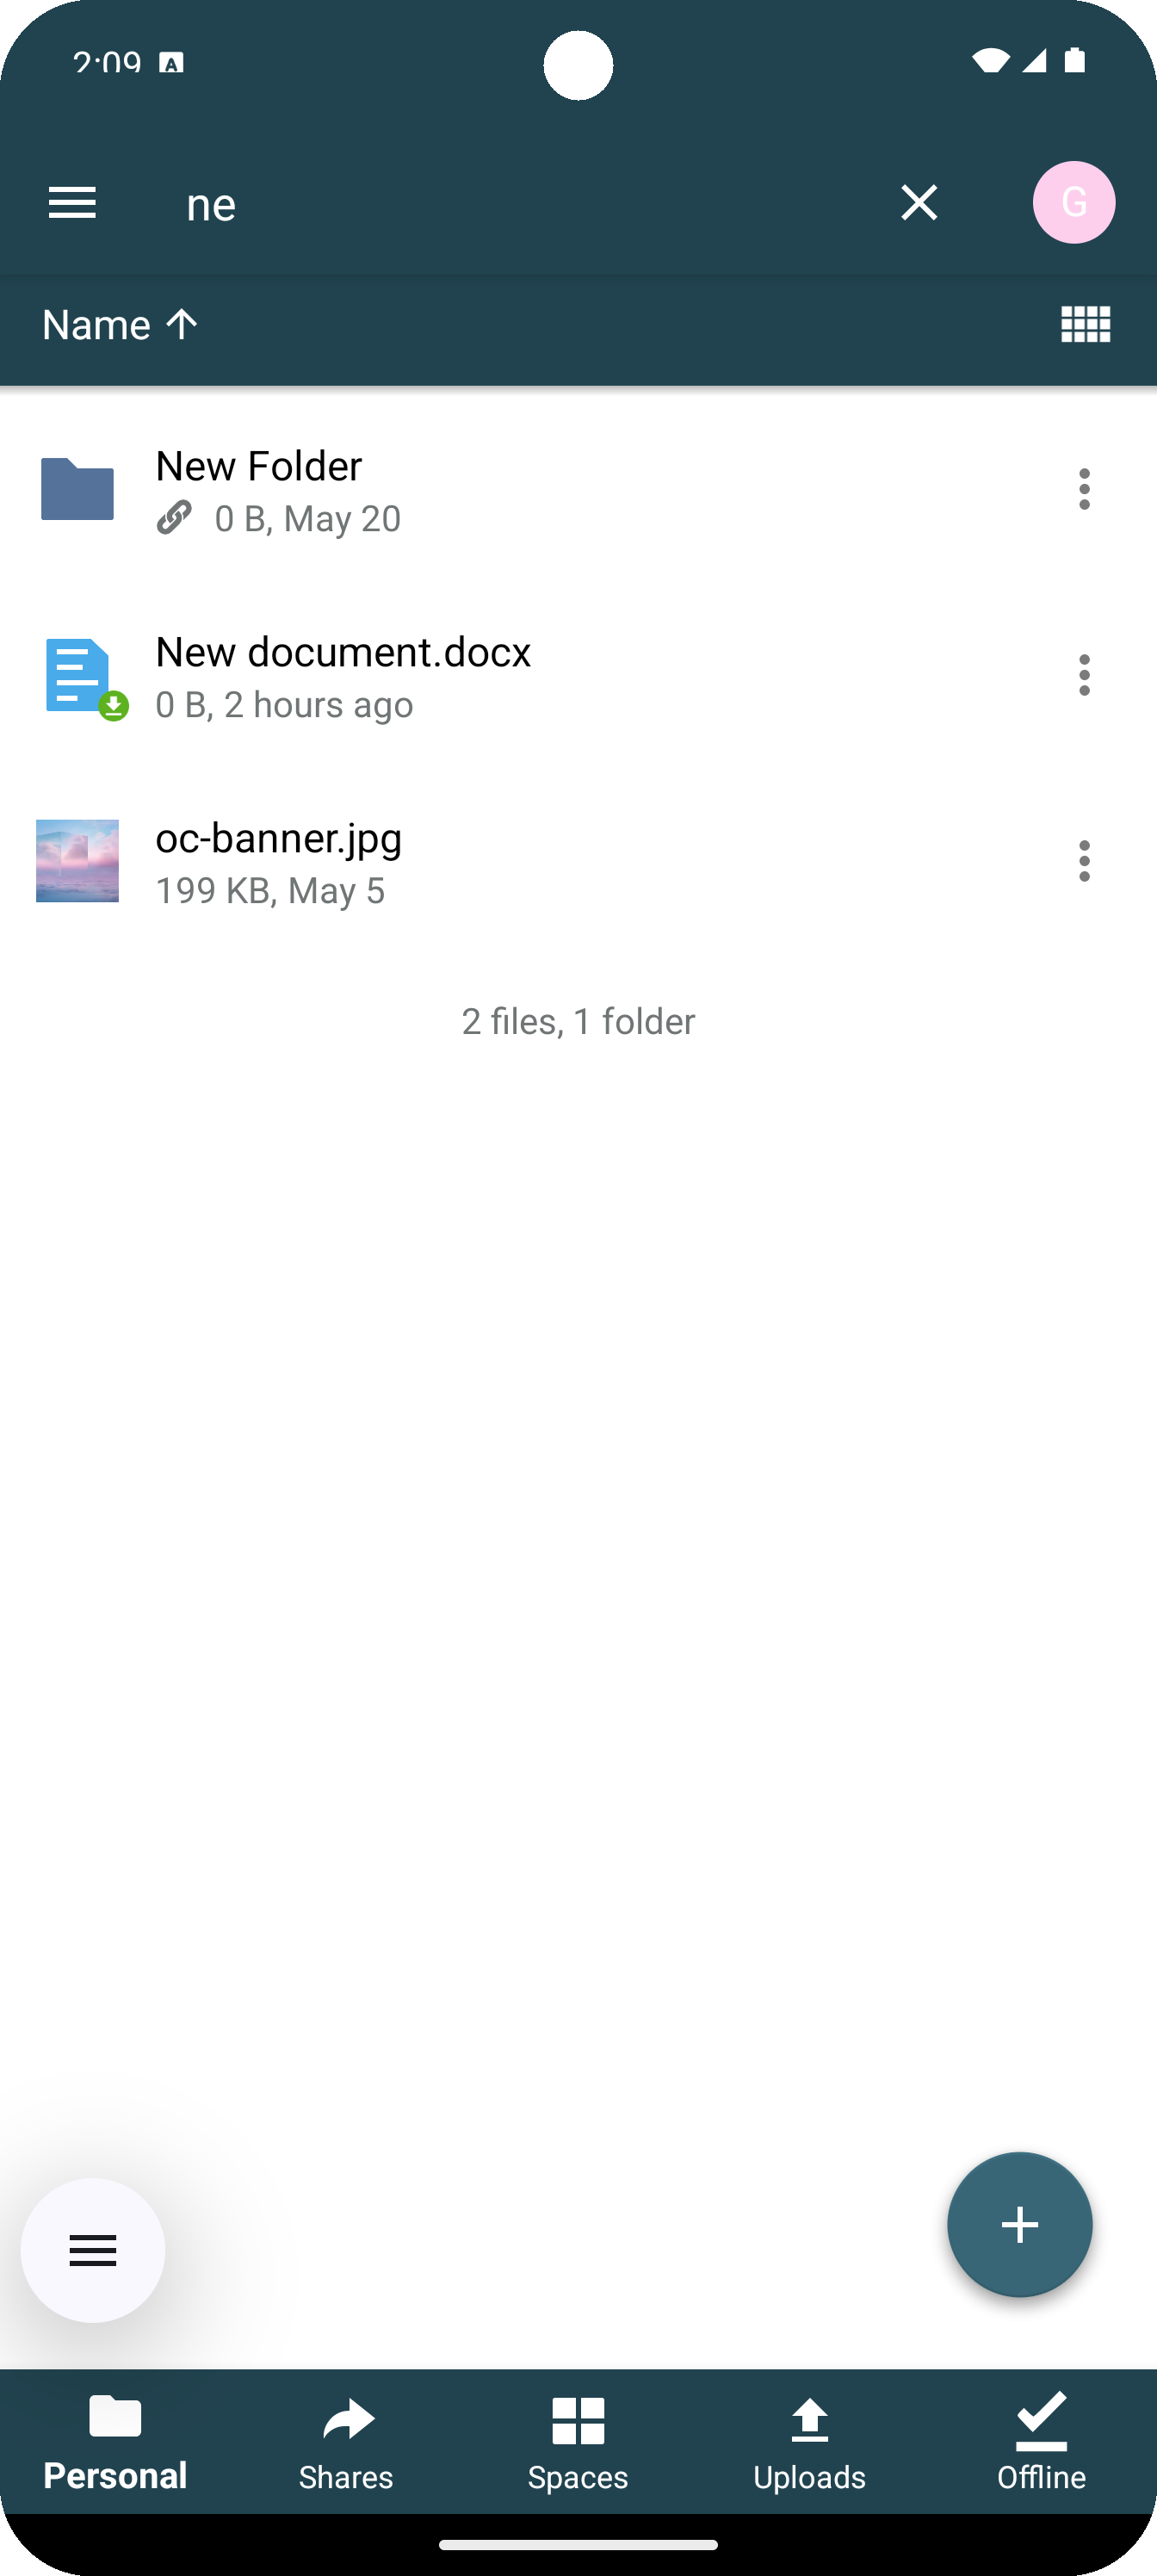 2:09 A
ne
G
Name
New Folder
0 B, May 20
New document.docx
0 B, 2 hours ago
oc-banner.jpg
199 KB, May 5
2 files, 1 folder
Personal
Shares
Spaces
Uploads
Offline